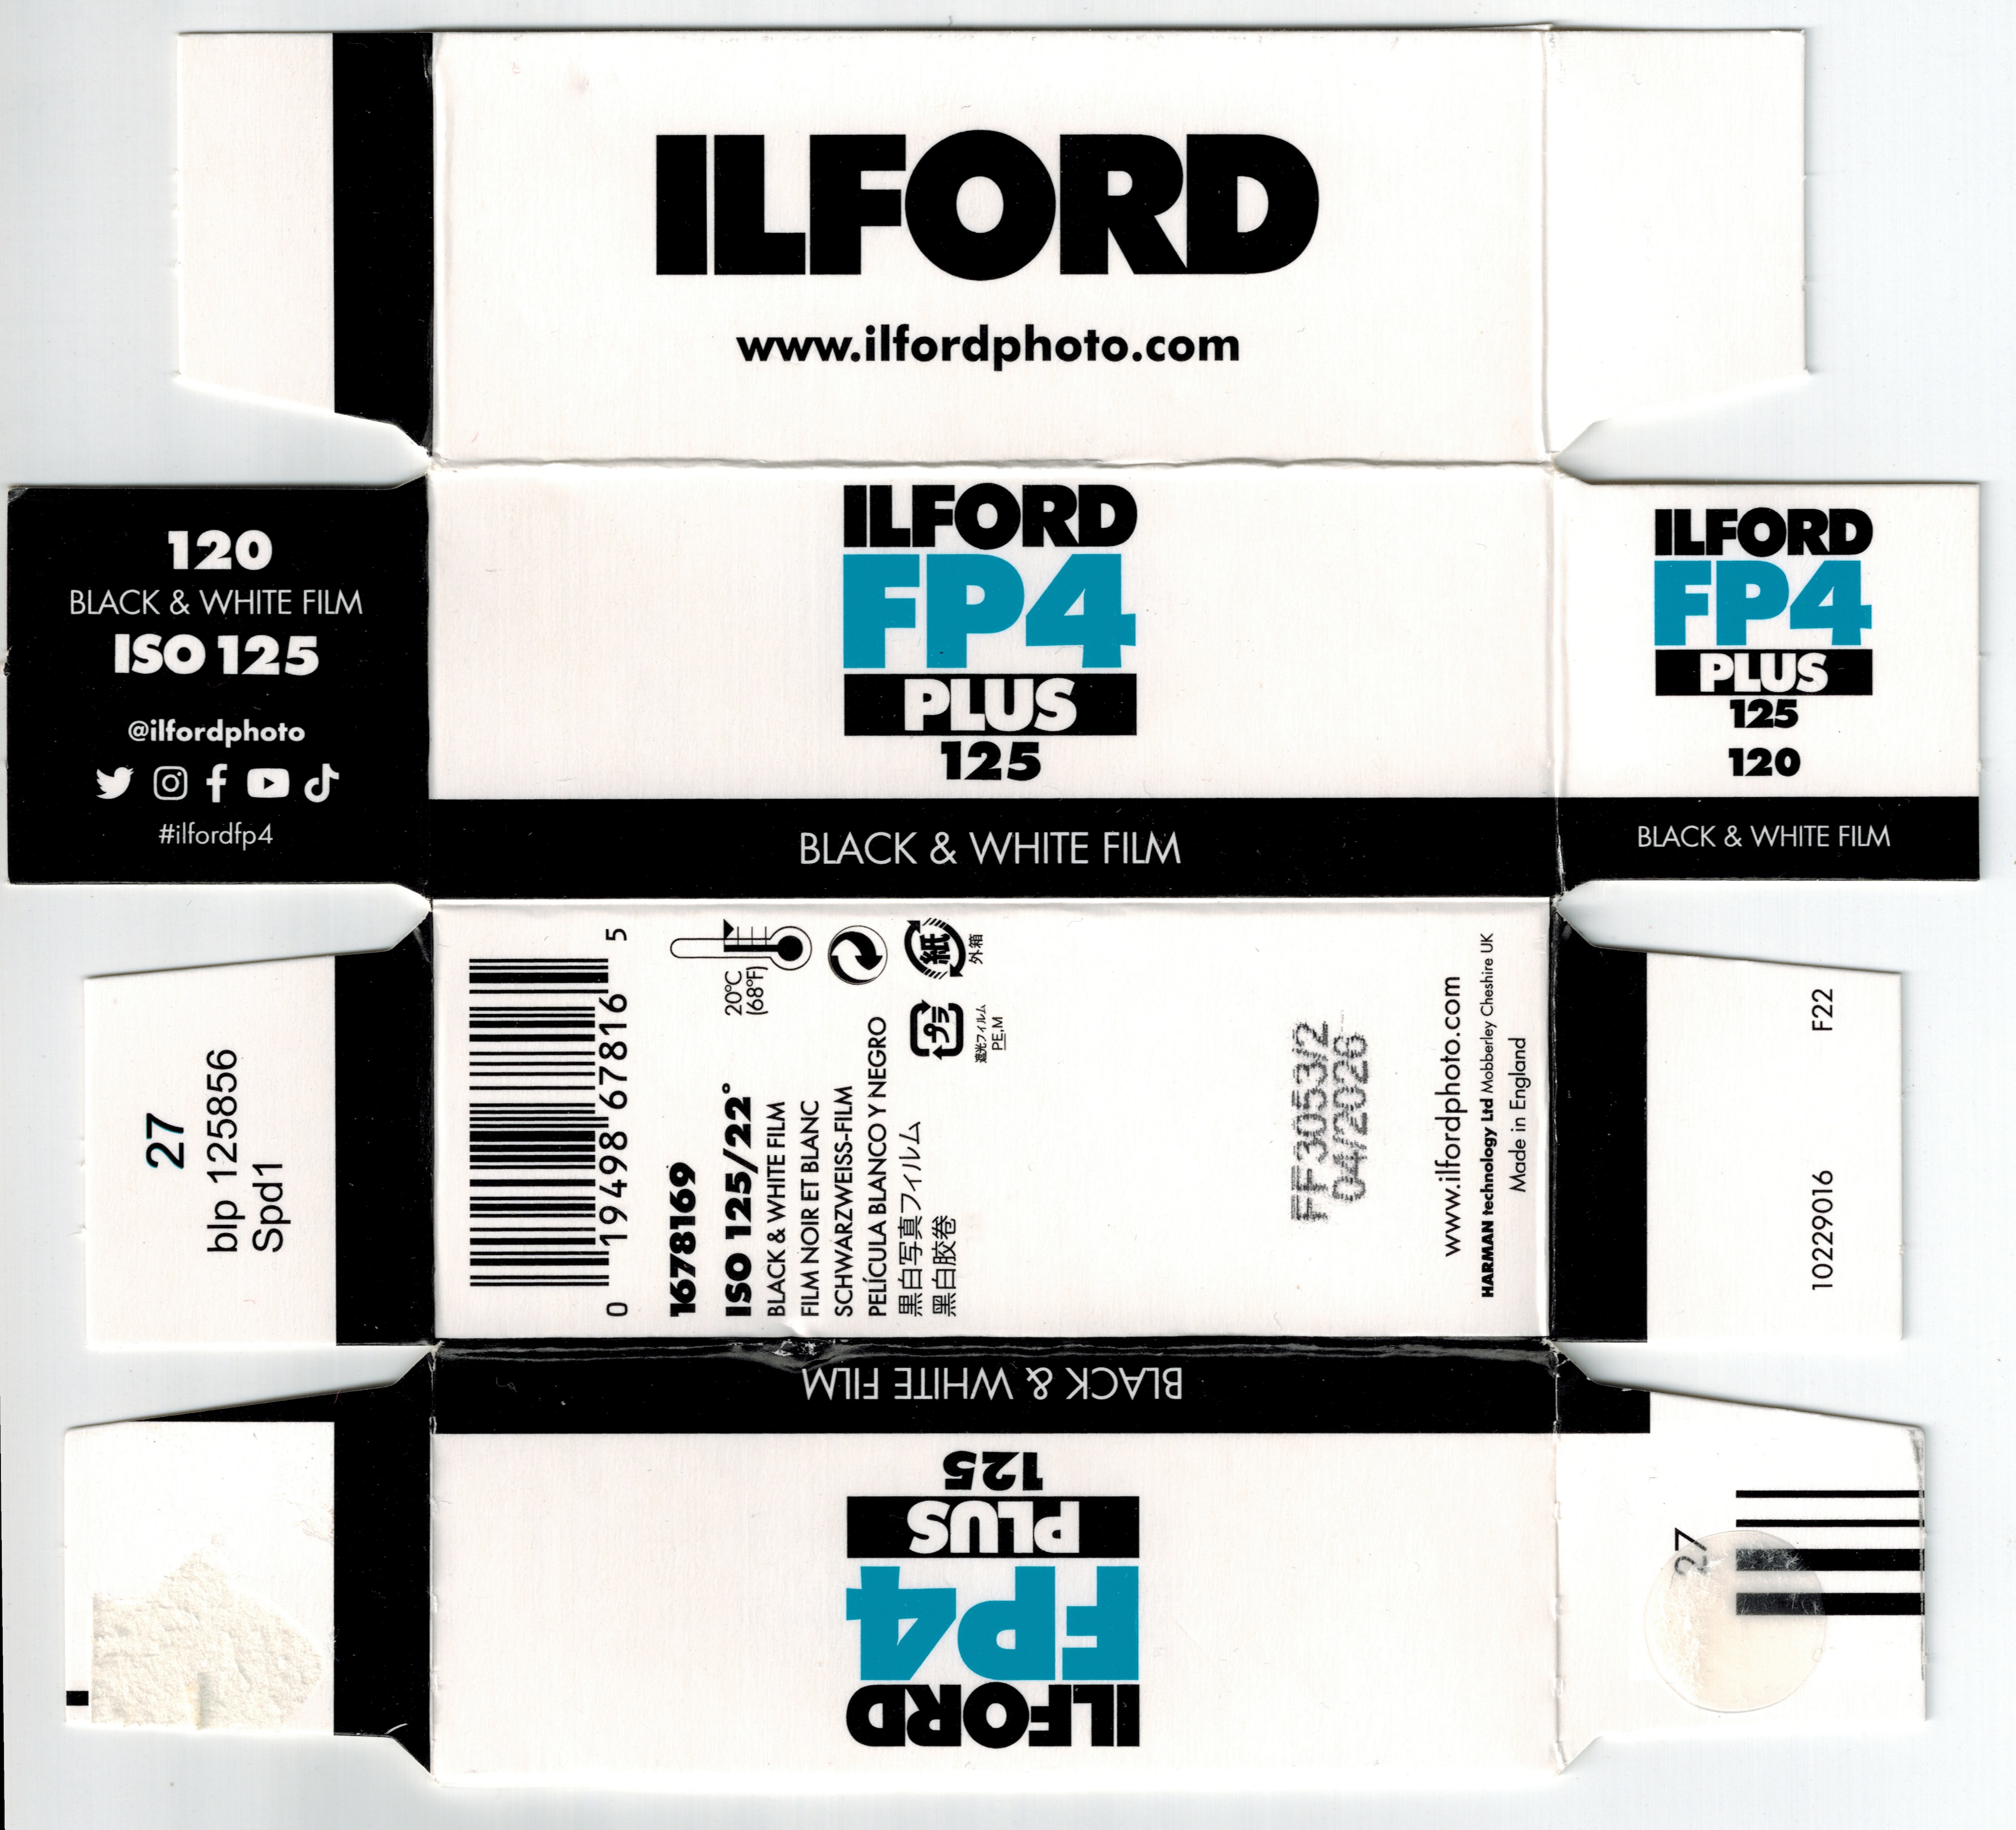 ILFORD
www.ilfordphoto.com
120
BLACK & WHITE FILM
ISO 125
@ilfordphoto
#ilfordfp4
ILFORD
FP4
PLUS
125
BLACK & WHITE FILM
ILFORD
FP4
PLUS
125
120
BLACK & WHITE FILM
27
blp 125856
Spd1
0 19498 67816 5
1678169
20°C
(68°F)
ISO 125/22°
BLACK & WHITE FILM
FILM NOIR ET BLANC
SCHWARZWEISS-FILM
PELÍCULA BLANCO Y NEGRO
黒白写真フィルム
黑白胶卷
紙
外箱
プラ
遮光フィルム
PE,M
FF3053/2
04/2026
www.ilfordphoto.com
HARMAN technology Ltd Mobberley Cheshire UK
Made in England
10229016 F22
BLACK & WHITE FILM
125
PLUS
FP4
ILFORD
27